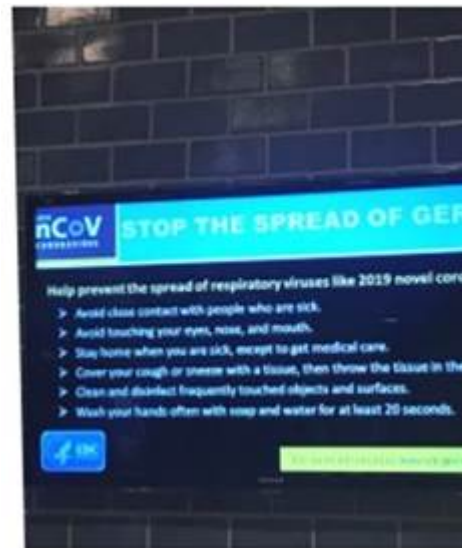 nCoV
CORONAVIRUS
STOP THE SPREAD OF GER
Help prevent the spread of respiratory viruses like 2019 novel coro
➤ Avoid close contact with people who are sick.
➤ Avoid touching your eyes, nose, and mouth.
➤ Stay home when you are sick, except to get medical care.
➤ Cover your cough or sneeze with a tissue, then throw the tissue in the
➤ Clean and disinfect frequently touched objects and surfaces.
➤ Wash your hands often with soap and water for at least 20 seconds.
CDC